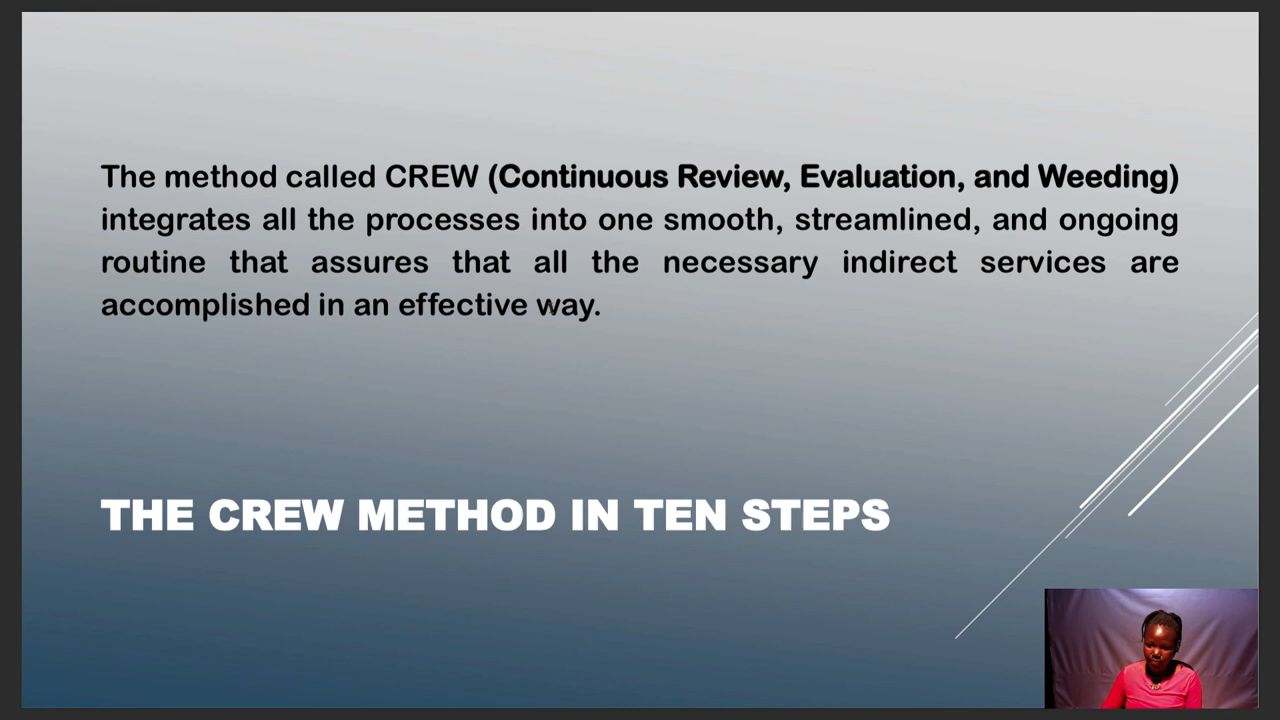 The method called CREW (Continuous Review, Evaluation, and Weeding)
integrates all the processes into one smooth, streamlined, and ongoing
routine that assures that all the necessary indirect services are
accomplished in an effective way.
THE CREW METHOD IN TEN STEPS